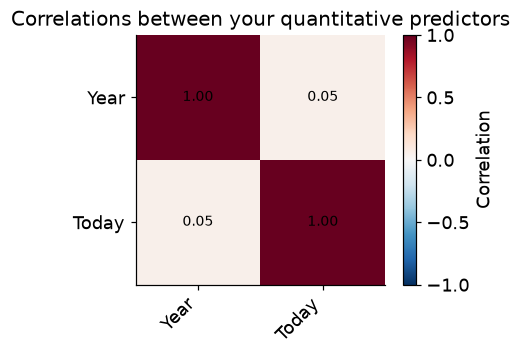 Correlations between your quantitative predictors
1.0
Year
1.00
0.05
0.5
0.0
Correlation
Today
0.05
1.00
−0.5
−1.0
Year
Today